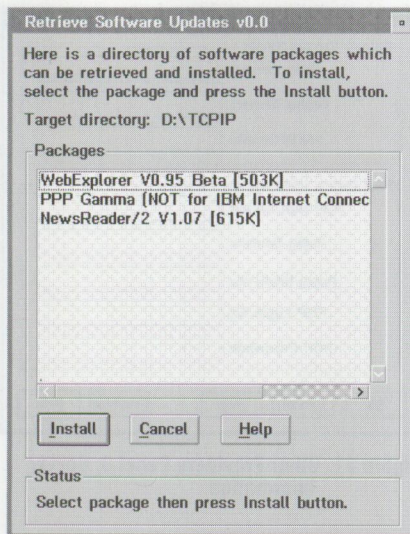 Retrieve Software Updates v0.0
Here is a directory of software packages which
can be retrieved and installed. To install,
select the package and press the Install button.
Target directory: D:\TCPIP
Packages
WebExplorer V0.95 Beta [503K]
PPP Gamma (NOT for IBM Internet Connec
NewsReader/2 V1.07 [615K]
Install Cancel Help
Status
Select package then press Install button.